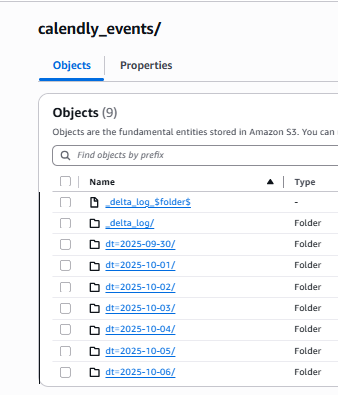 calendly_events/
Objects Properties
Objects (9)
Objects are the fundamental entities stored in Amazon S3. You can
Find objects by prefix
Name Type
_delta_log_$folder$ -
_delta_log/ Folder
dt=2025-09-30/ Folder
dt=2025-10-01/ Folder
dt=2025-10-02/ Folder
dt=2025-10-03/ Folder
dt=2025-10-04/ Folder
dt=2025-10-05/ Folder
dt=2025-10-06/ Folder